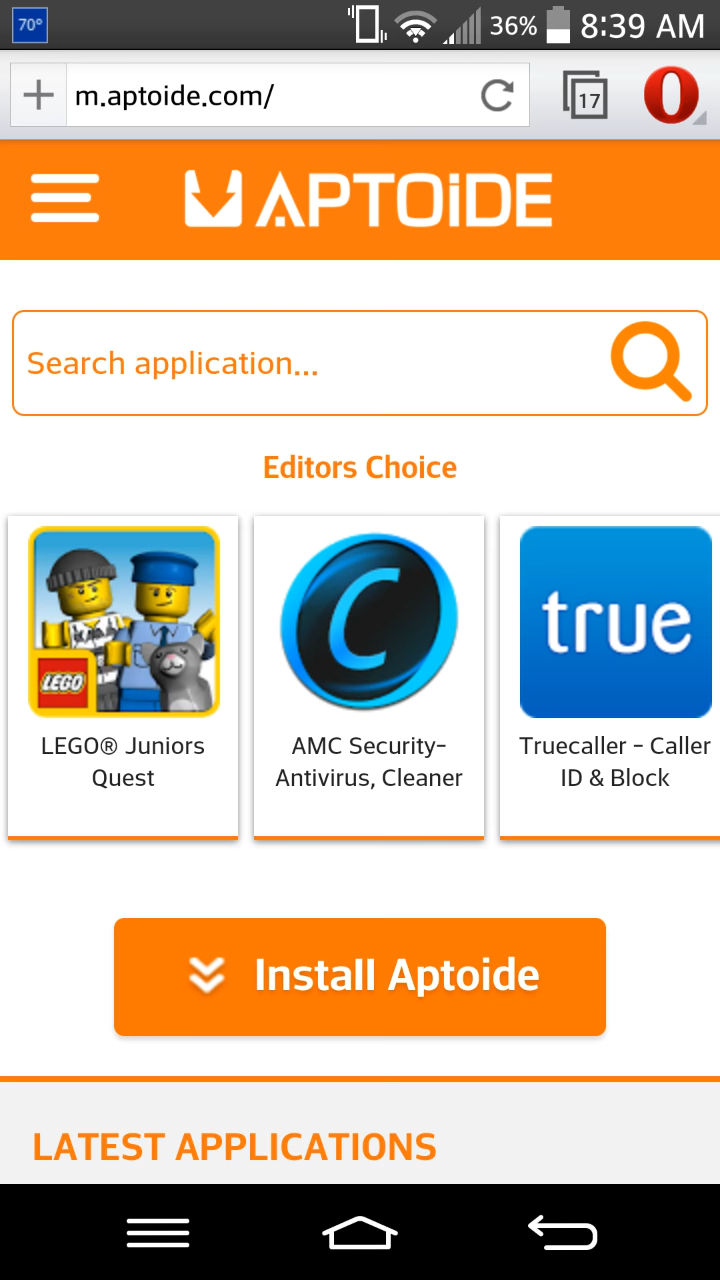 70°
36%
8:39 AM
m.aptoide.com/
17
APTOiDE
Search application...
Editors Choice
LEGO
C
true
LEGO® Juniors
Quest
AMC Security-
Antivirus, Cleaner
Truecaller - Caller
ID & Block
Install Aptoide
LATEST APPLICATIONS